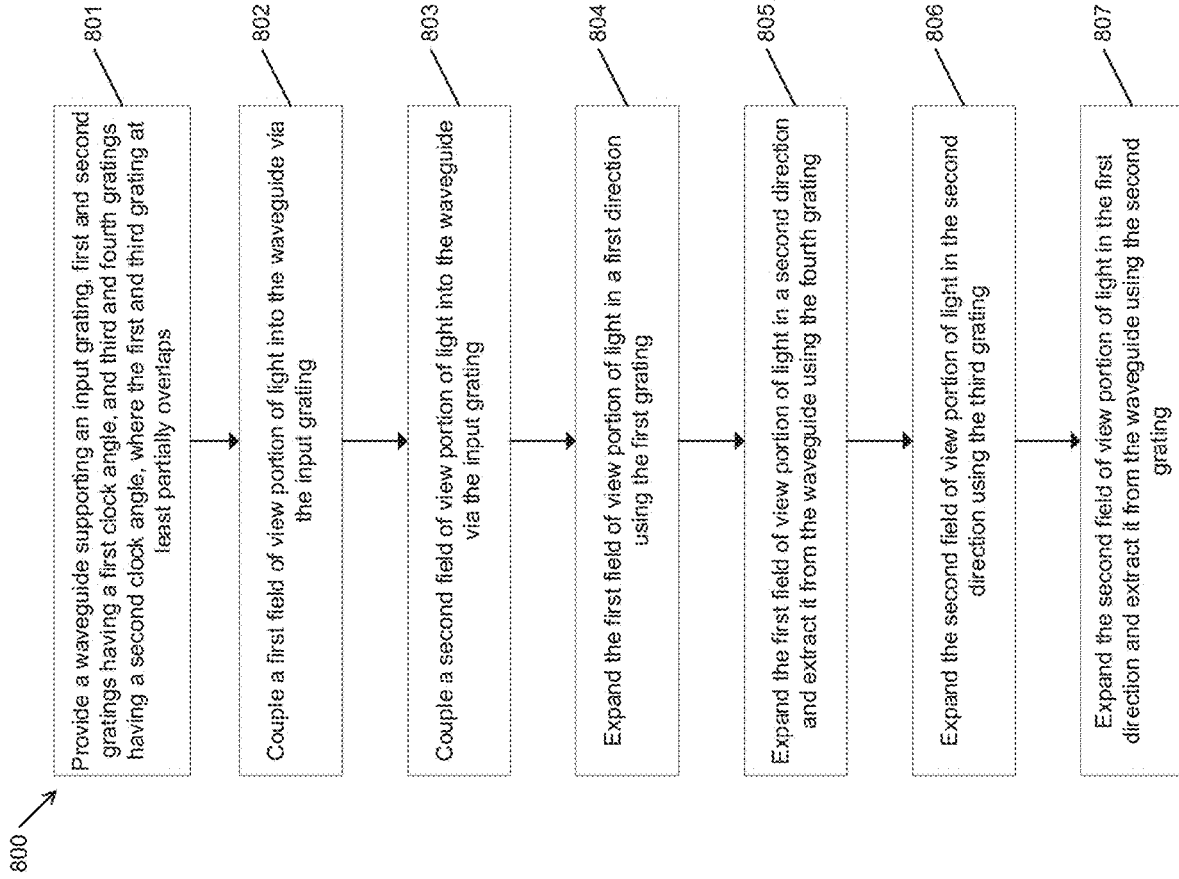 800
801
Provide a waveguide supporting an input grating, first and second
gratings having a first clock angle, and third and fourth gratings
having a second clock angle, where the first and third grating at
least partially overlaps
802
Couple a first field of view portion of light into the waveguide via
the input grating
803
Couple a second field of view portion of light into the waveguide
via the input grating
804
Expand the first field of view portion of light in a first direction
using the first grating
805
Expand the first field of view portion of light in a second direction
and extract it from the waveguide using the fourth grating
806
Expand the second field of view portion of light in the second
direction using the third grating
807
Expand the second field of view portion of light in the first
direction and extract it from the waveguide using the second
grating